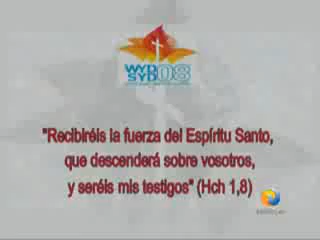 WYD
SYD08
"Recibiréis la fuerza del Espíritu Santo,
que descenderá sobre vosotros,
y seréis mis testigos" (Hch 1,8)